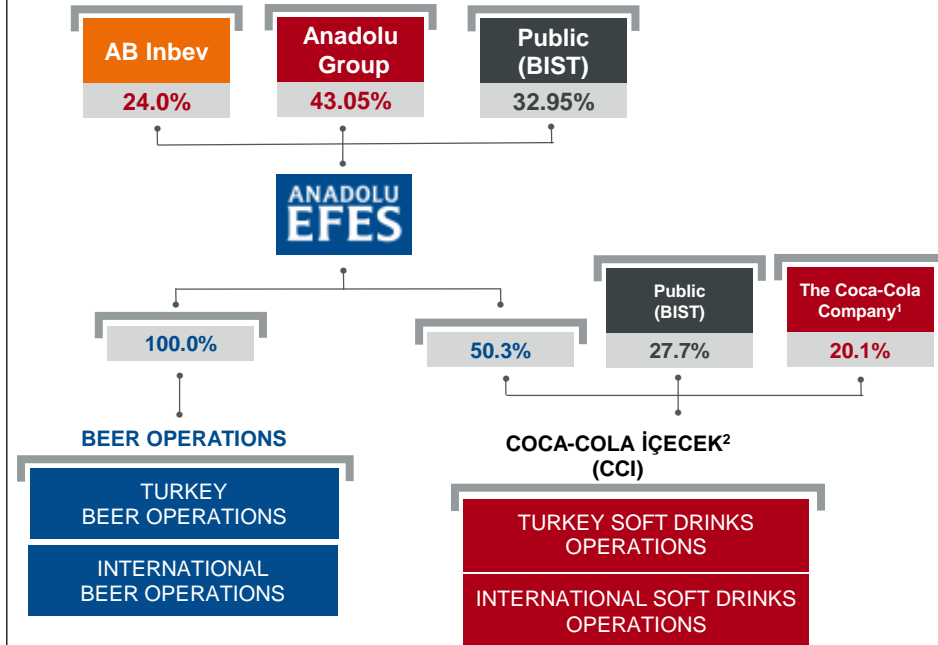 AB Inbev
24.0%
Anadolu
Group
43.05%
Public
(BIST)
32.95%
ANADOLU
EFES
100.0%
50.3%
Public
(BIST)
27.7%
The Coca-Cola
Company¹
20.1%
BEER OPERATIONS
TURKEY
BEER OPERATIONS
INTERNATIONAL
BEER OPERATIONS
COCA-COLA İÇECEK²
(CCI)
TURKEY SOFT DRINKS
OPERATIONS
INTERNATIONAL SOFT DRINKS
OPERATIONS